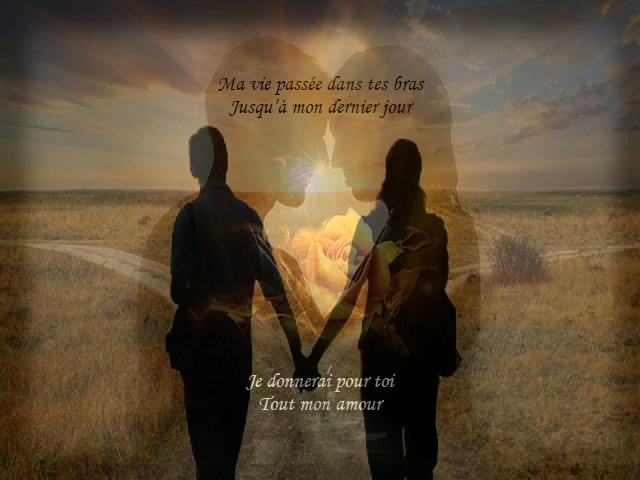 Ma vie passée dans tes bras
Jusqu'à mon dernier jour
Je donnerai pour toi
Tout mon amour